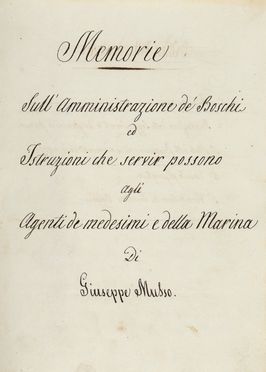 Memorie
Sull'Amministrazione de' Boschi
ed
Istruzioni che servir possono
agli
Agenti de medesimi e della Marina
Di
Giuseppe Musso.